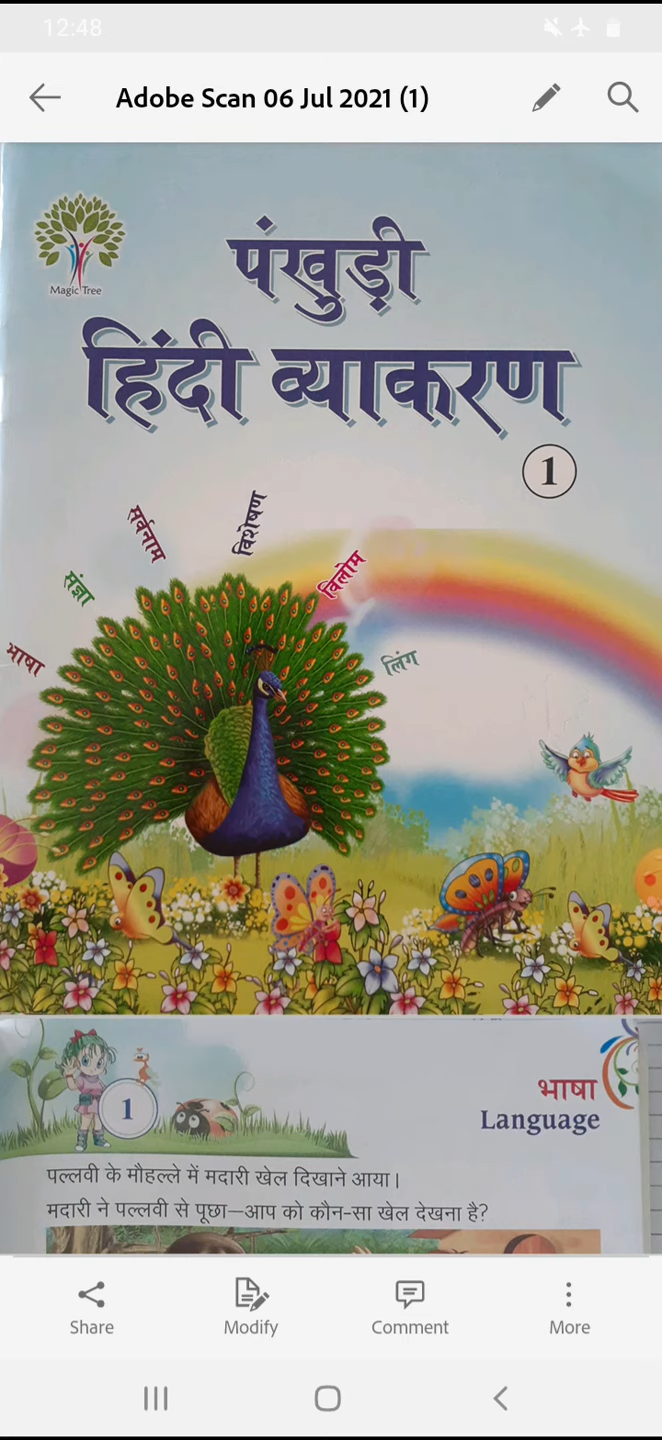 12:48
Adobe Scan 06 Jul 2021 (1)
Magic Tree
पंखुड़ी
हिंदी व्याकरण
1
भाषा
संज्ञा
सर्वनाम
विशेषण
विलोम
लिंग
1
भाषा
Language
पल्लवी के मौहल्ले में मदारी खेल दिखाने आया।
मदारी ने पल्लवी से पूछा—आप को कौन-सा खेल देखना है?
Share
Modify
Comment
More